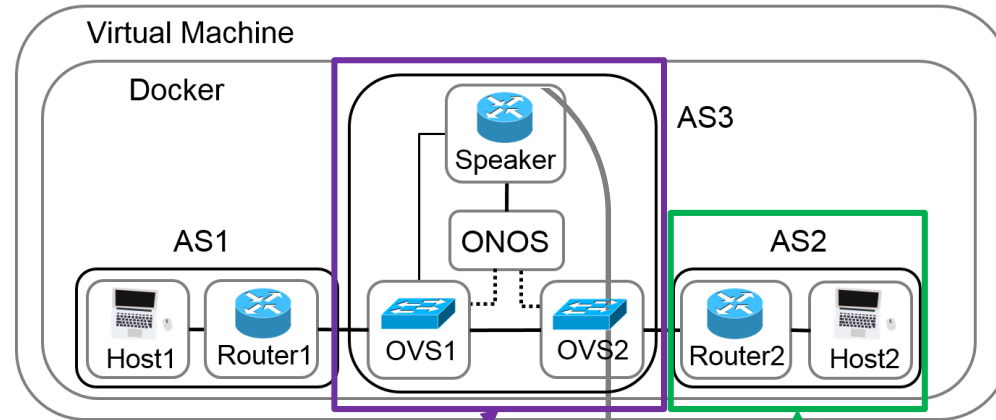 Virtual Machine
Docker
AS3
Speaker
ONOS
AS1
AS2
Host1
Router1
OVS1
OVS2
Router2
Host2